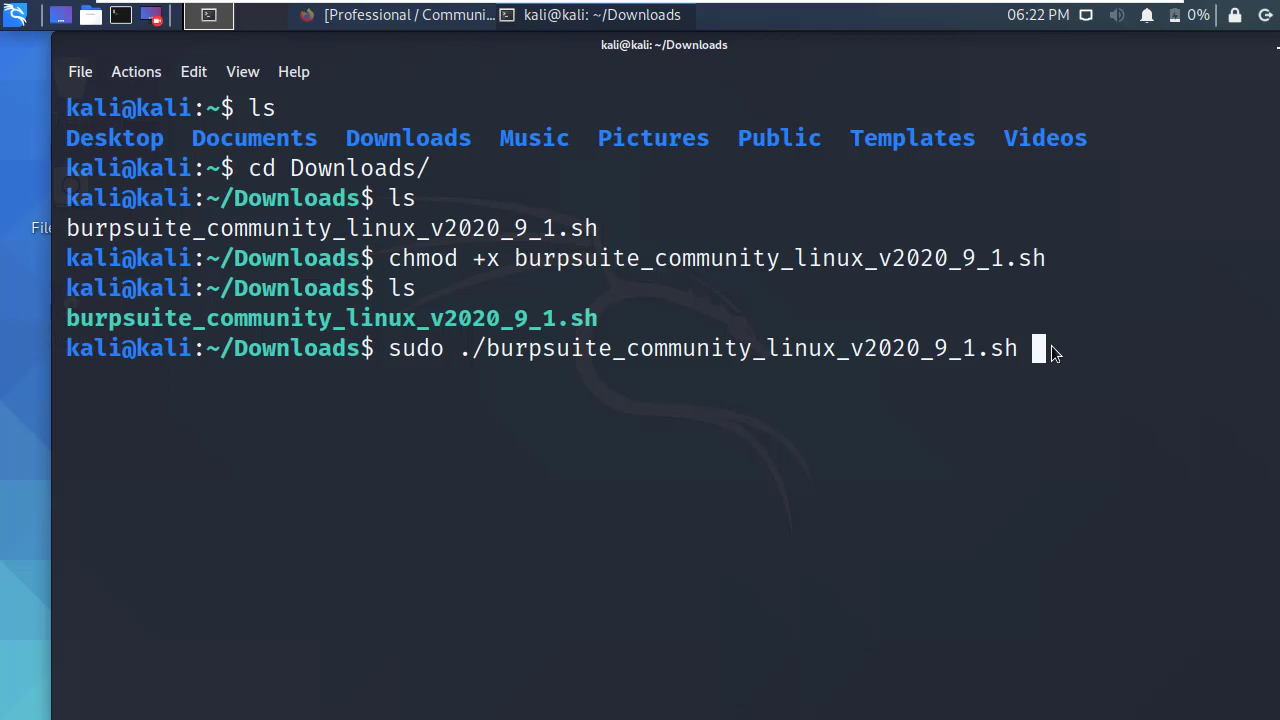 [Professional / Communi... kali@kali: ~/Downloads 06:22 PM 0%
kali@kali: ~/Downloads
File Actions Edit View Help
kali@kali:~$ ls
Desktop Documents Downloads Music Pictures Public Templates Videos
kali@kali:~$ cd Downloads/
kali@kali:~/Downloads$ ls
burpsuite_community_linux_v2020_9_1.sh
kali@kali:~/Downloads$ chmod +x burpsuite_community_linux_v2020_9_1.sh
kali@kali:~/Downloads$ ls
burpsuite_community_linux_v2020_9_1.sh
kali@kali:~/Downloads$ sudo ./burpsuite_community_linux_v2020_9_1.sh